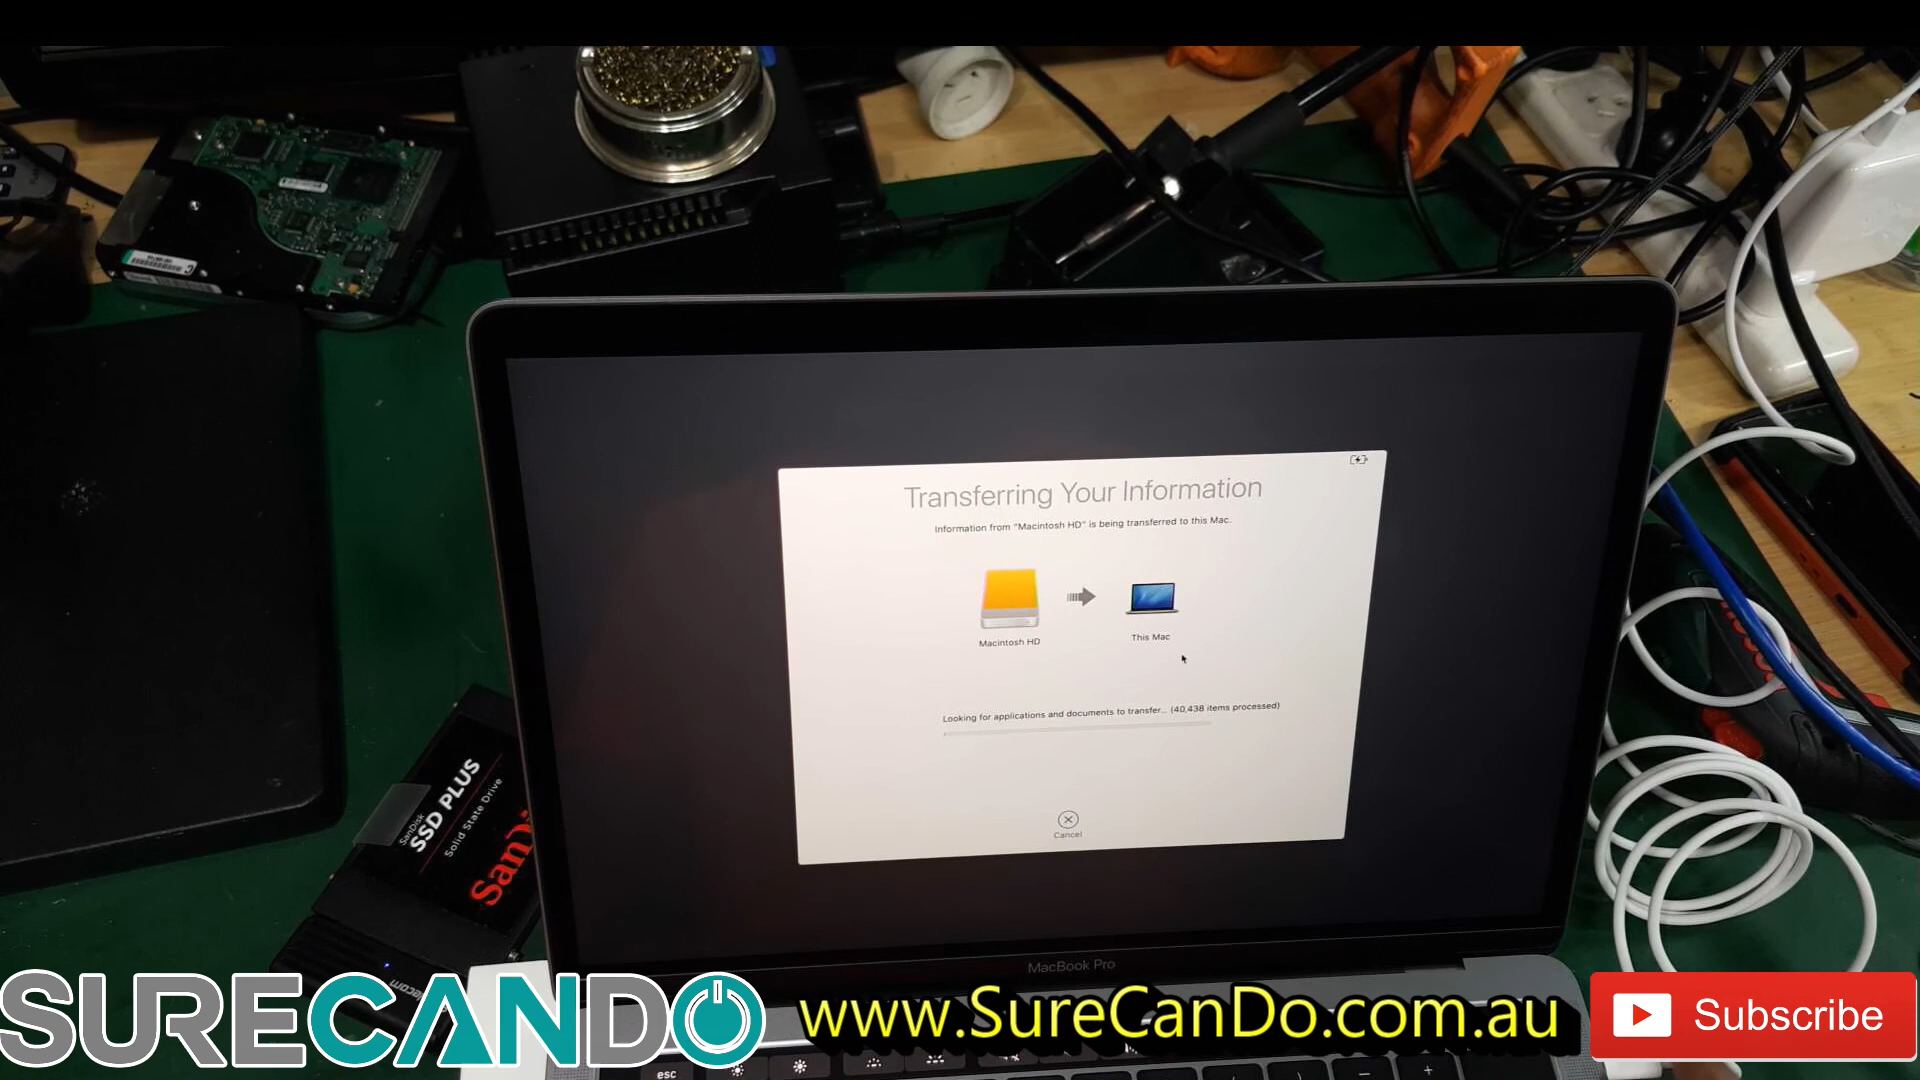 Transferring Your Information
Information from "Macintosh HD" is being transferred to this Mac.
Macintosh HD
This Mac
Looking for applications and documents to transfer... (40,438 items processed)
Cancel
SanDisk
SSD PLUS
Solid State Drive
SanD
MacBook Pro
SURECANDO
www.SureCanDo.com.au
Subscribe
esc